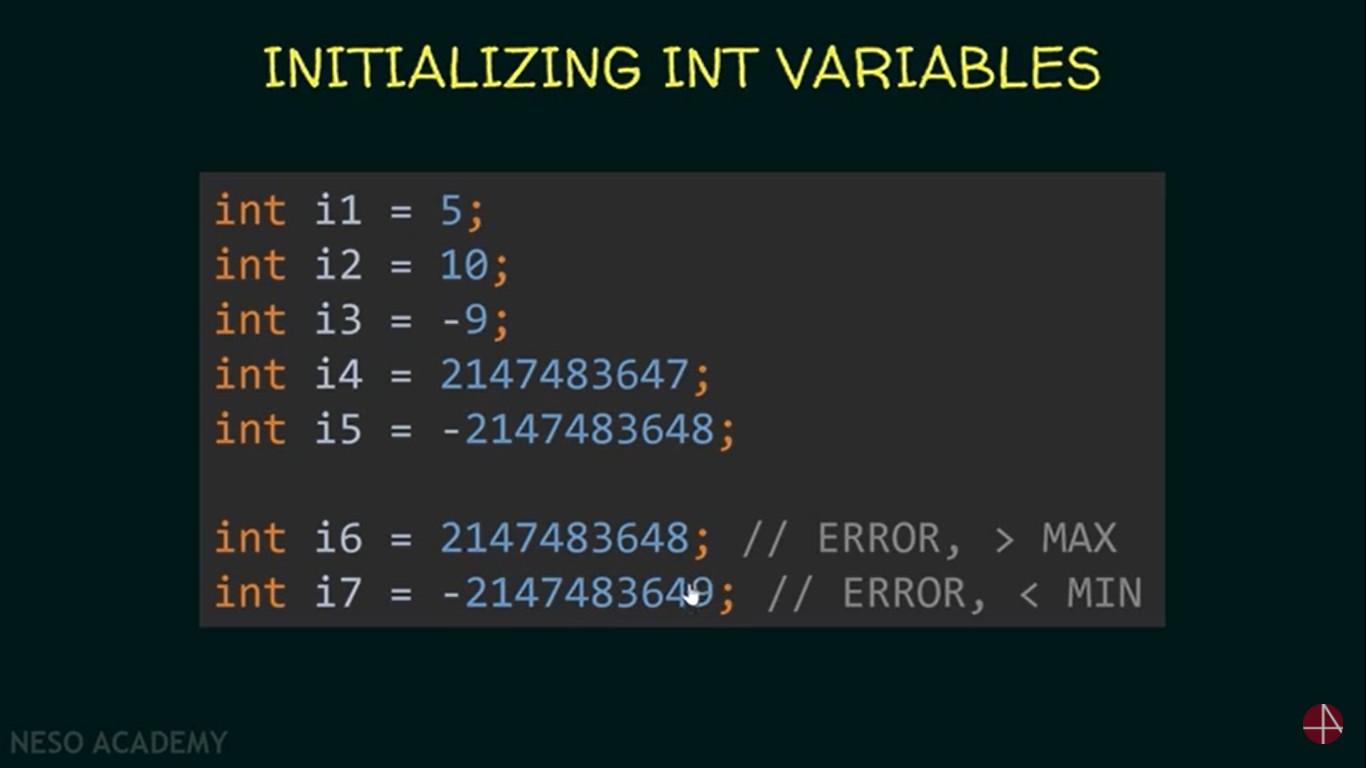 INITIALIZING INT VARIABLES
int i1 = 5;
int i2 = 10;
int i3 = -9;
int i4 = 2147483647;
int i5 = -2147483648;
int i6 = 2147483648; // ERROR, > MAX
int i7 = -2147483649; // ERROR, < MIN
NESO ACADEMY